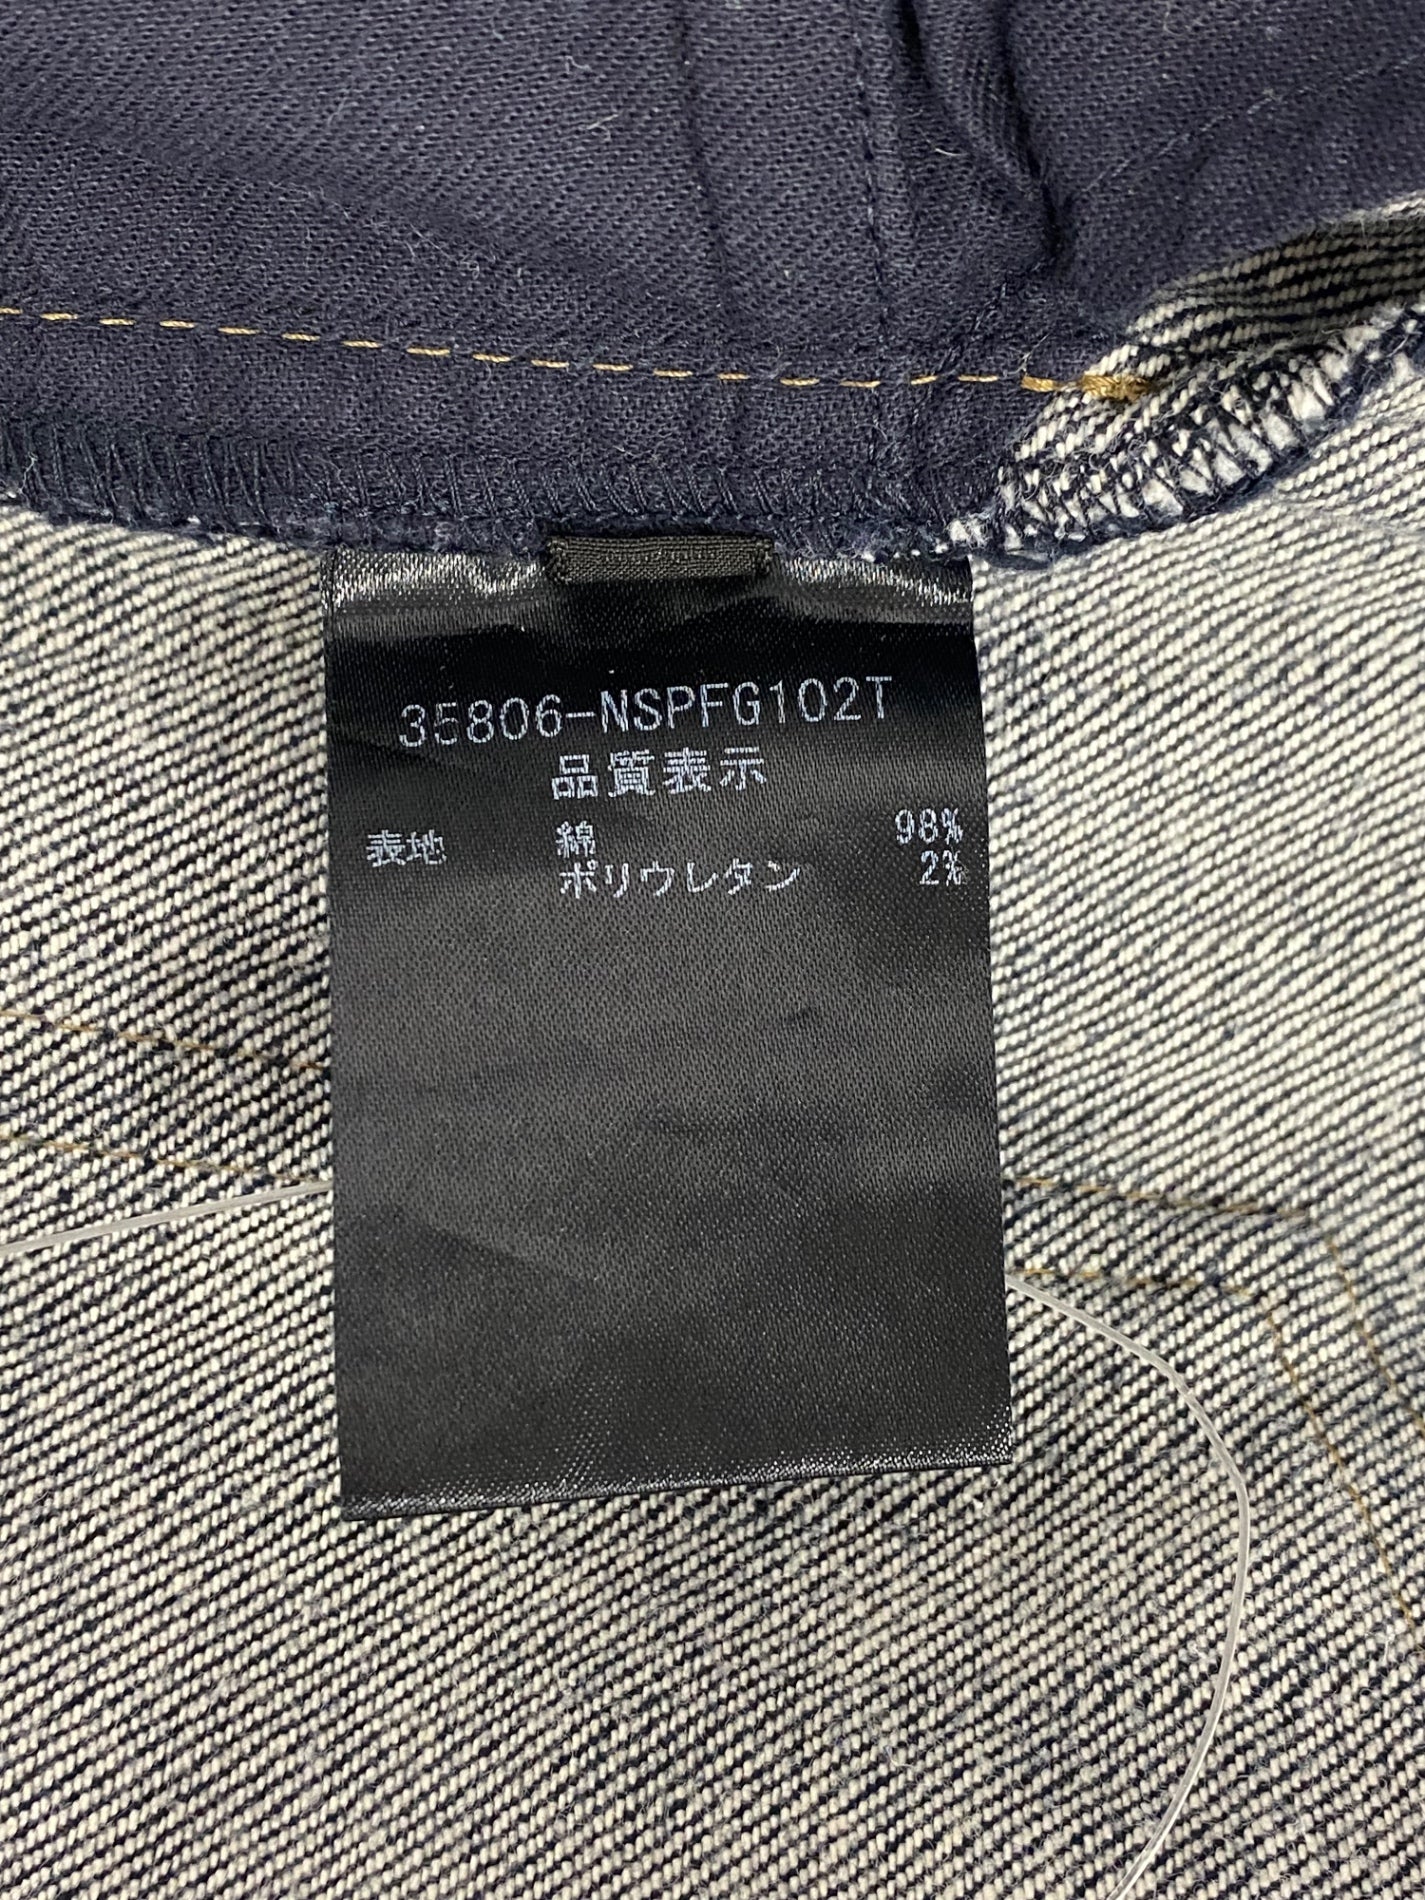 35806-NSPFG102T
品質表示
表地 綿 98%
ポリウレタン 2%